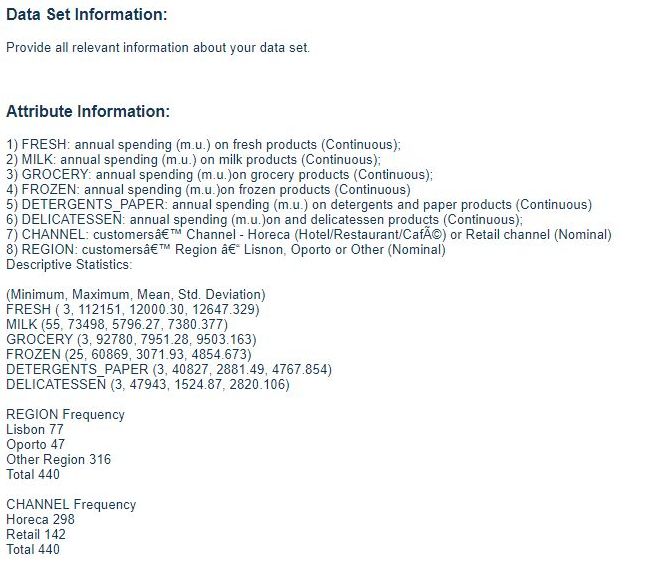 Data Set Information:
Provide all relevant information about your data set.
Attribute Information:
1) FRESH: annual spending (m.u.) on fresh products (Continuous);
2) MILK: annual spending (m.u.) on milk products (Continuous);
3) GROCERY: annual spending (m.u.)on grocery products (Continuous);
4) FROZEN: annual spending (m.u.)on frozen products (Continuous)
5) DETERGENTS_PAPER: annual spending (m.u.) on detergents and paper products (Continuous)
6) DELICATESSEN: annual spending (m.u.)on and delicatessen products (Continuous);
7) CHANNEL: customersâ€™ Channel - Horeca (Hotel/Restaurant/CafÃ©) or Retail channel (Nominal)
8) REGION: customersâ€™ Region â€“ Lisnon, Oporto or Other (Nominal)
Descriptive Statistics:
(Minimum, Maximum, Mean, Std. Deviation)
FRESH ( 3, 112151, 12000.30, 12647.329)
MILK (55, 73498, 5796.27, 7380.377)
GROCERY (3, 92780, 7951.28, 9503.163)
FROZEN (25, 60869, 3071.93, 4854.673)
DETERGENTS_PAPER (3, 40827, 2881.49, 4767.854)
DELICATESSEN (3, 47943, 1524.87, 2820.106)
REGION Frequency
Lisbon 77
Oporto 47
Other Region 316
Total 440
CHANNEL Frequency
Horeca 298
Retail 142
Total 440